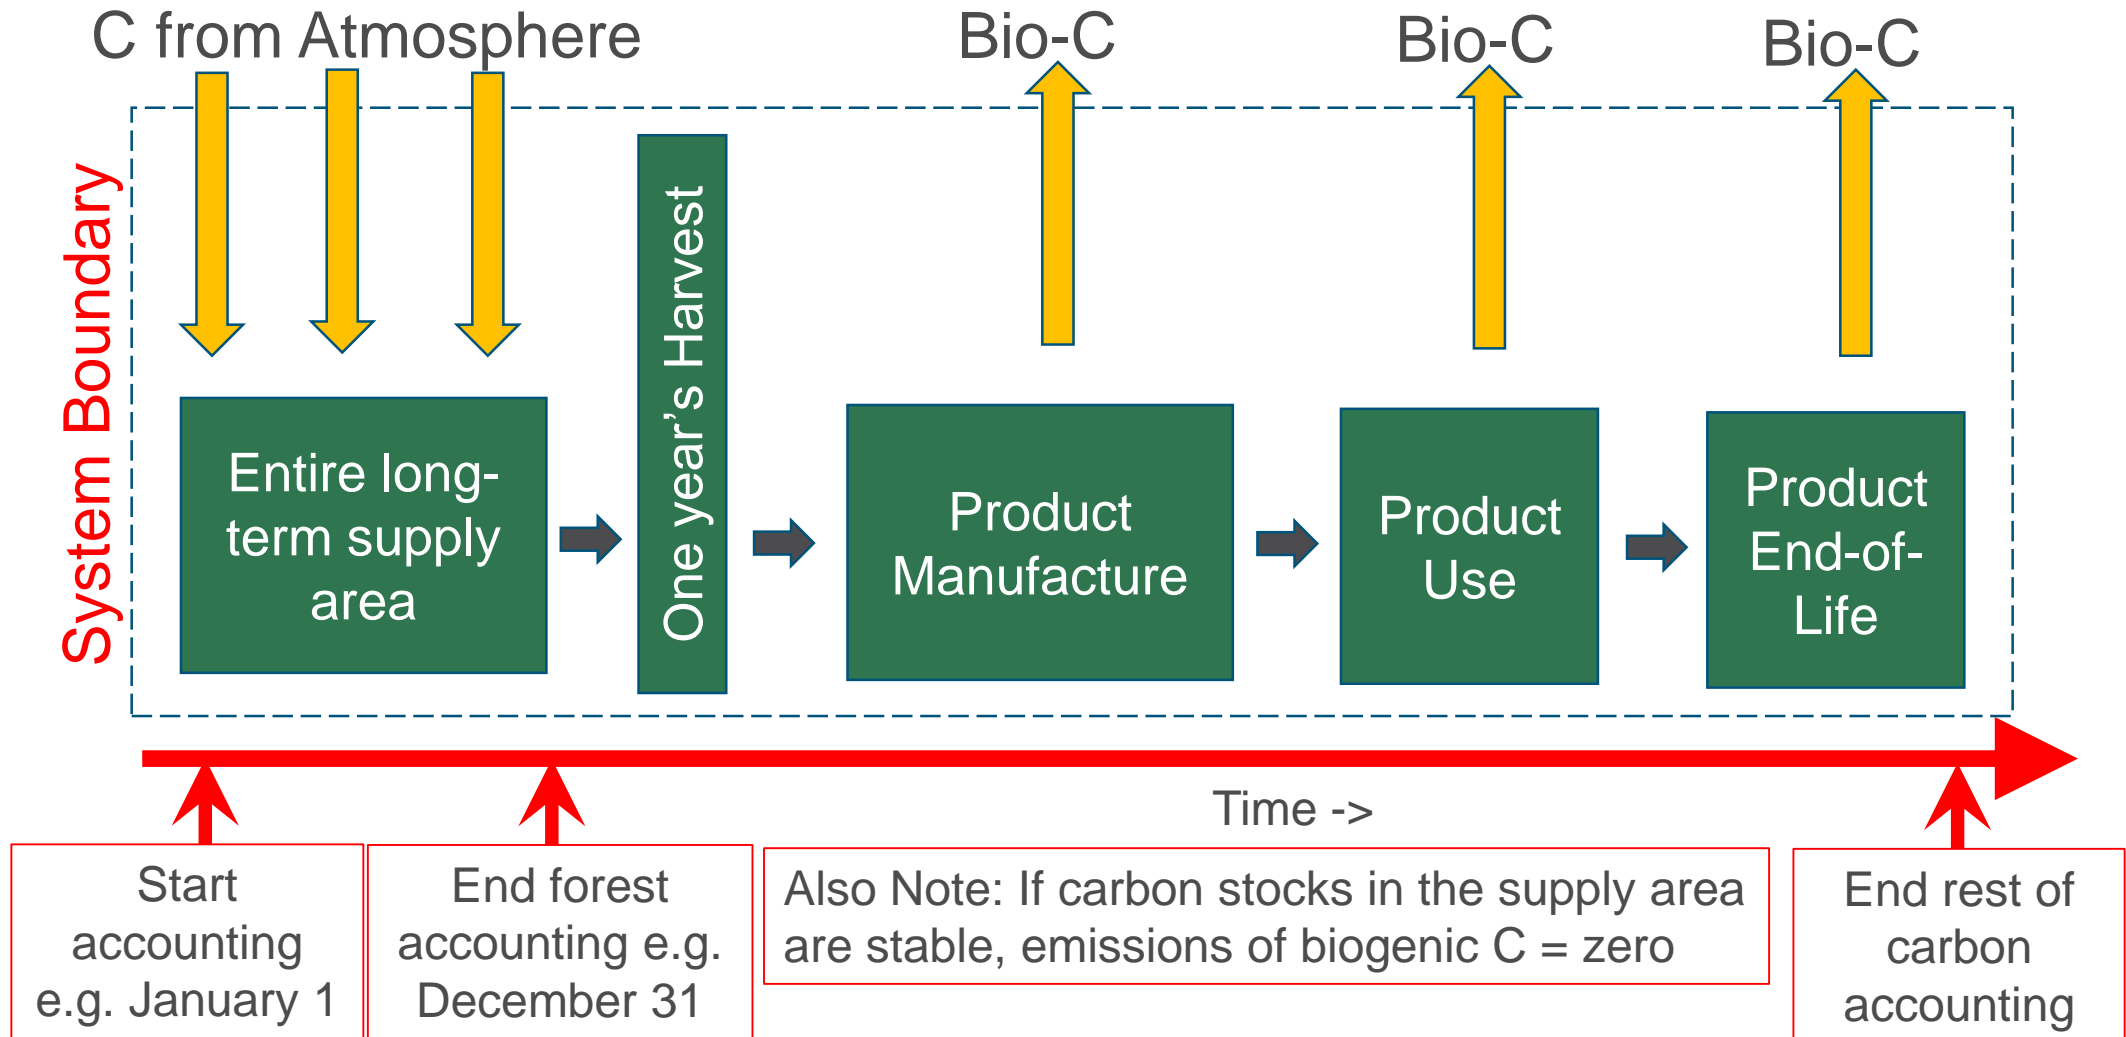 C from Atmosphere
Bio-C
Bio-C
Bio-C
System Boundary
Entire long-
term supply
area
One year’s Harvest
Product
Manufacture
Product
Use
Product
End-of-
Life
Time ->
Start
accounting
e.g. January 1
End forest
accounting e.g.
December 31
Also Note: If carbon stocks in the supply area
are stable, emissions of biogenic C = zero
End rest of
carbon
accounting